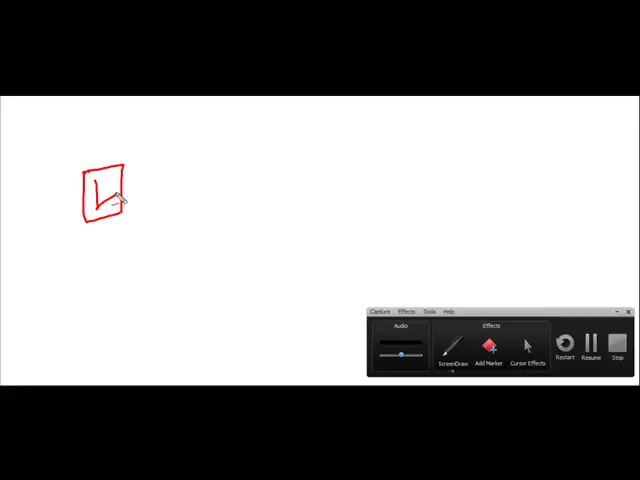 L
Capture Effects Tools Help
Audio
Effects
ScreenDraw Add Marker Cursor Effects Restart Resume Stop